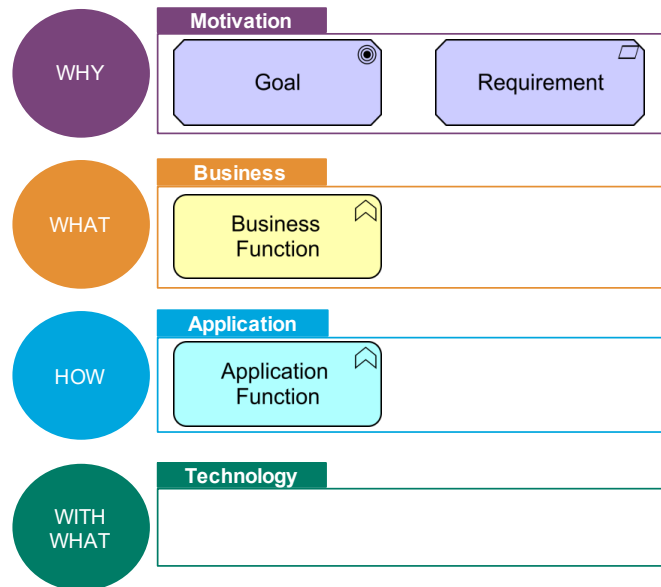 Motivation
WHY
Goal
Requirement
Business
WHAT
Business
Function
Application
HOW
Application
Function
Technology
WITH
WHAT